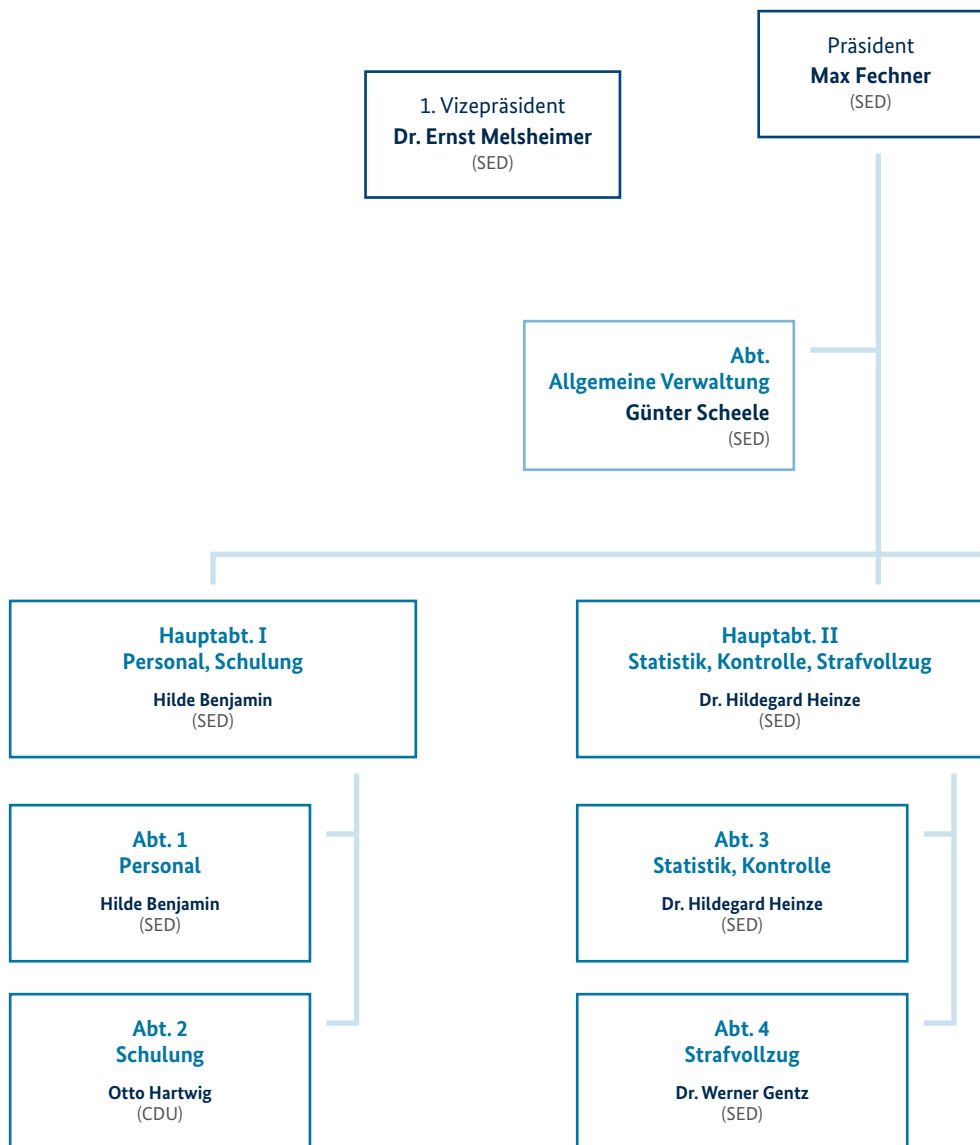 Präsident
Max Fechner
(SED)
1. Vizepräsident
Dr. Ernst Melsheimer
(SED)
Abt.
Allgemeine Verwaltung
Günter Scheele
(SED)
Hauptabt. I
Personal, Schulung
Hilde Benjamin
(SED)
Hauptabt. II
Statistik, Kontrolle, Strafvollzug
Dr. Hildegard Heinze
(SED)
Abt. 1
Personal
Hilde Benjamin
(SED)
Abt. 3
Statistik, Kontrolle
Dr. Hildegard Heinze
(SED)
Abt. 2
Schulung
Otto Hartwig
(CDU)
Abt. 4
Strafvollzug
Dr. Werner Gentz
(SED)